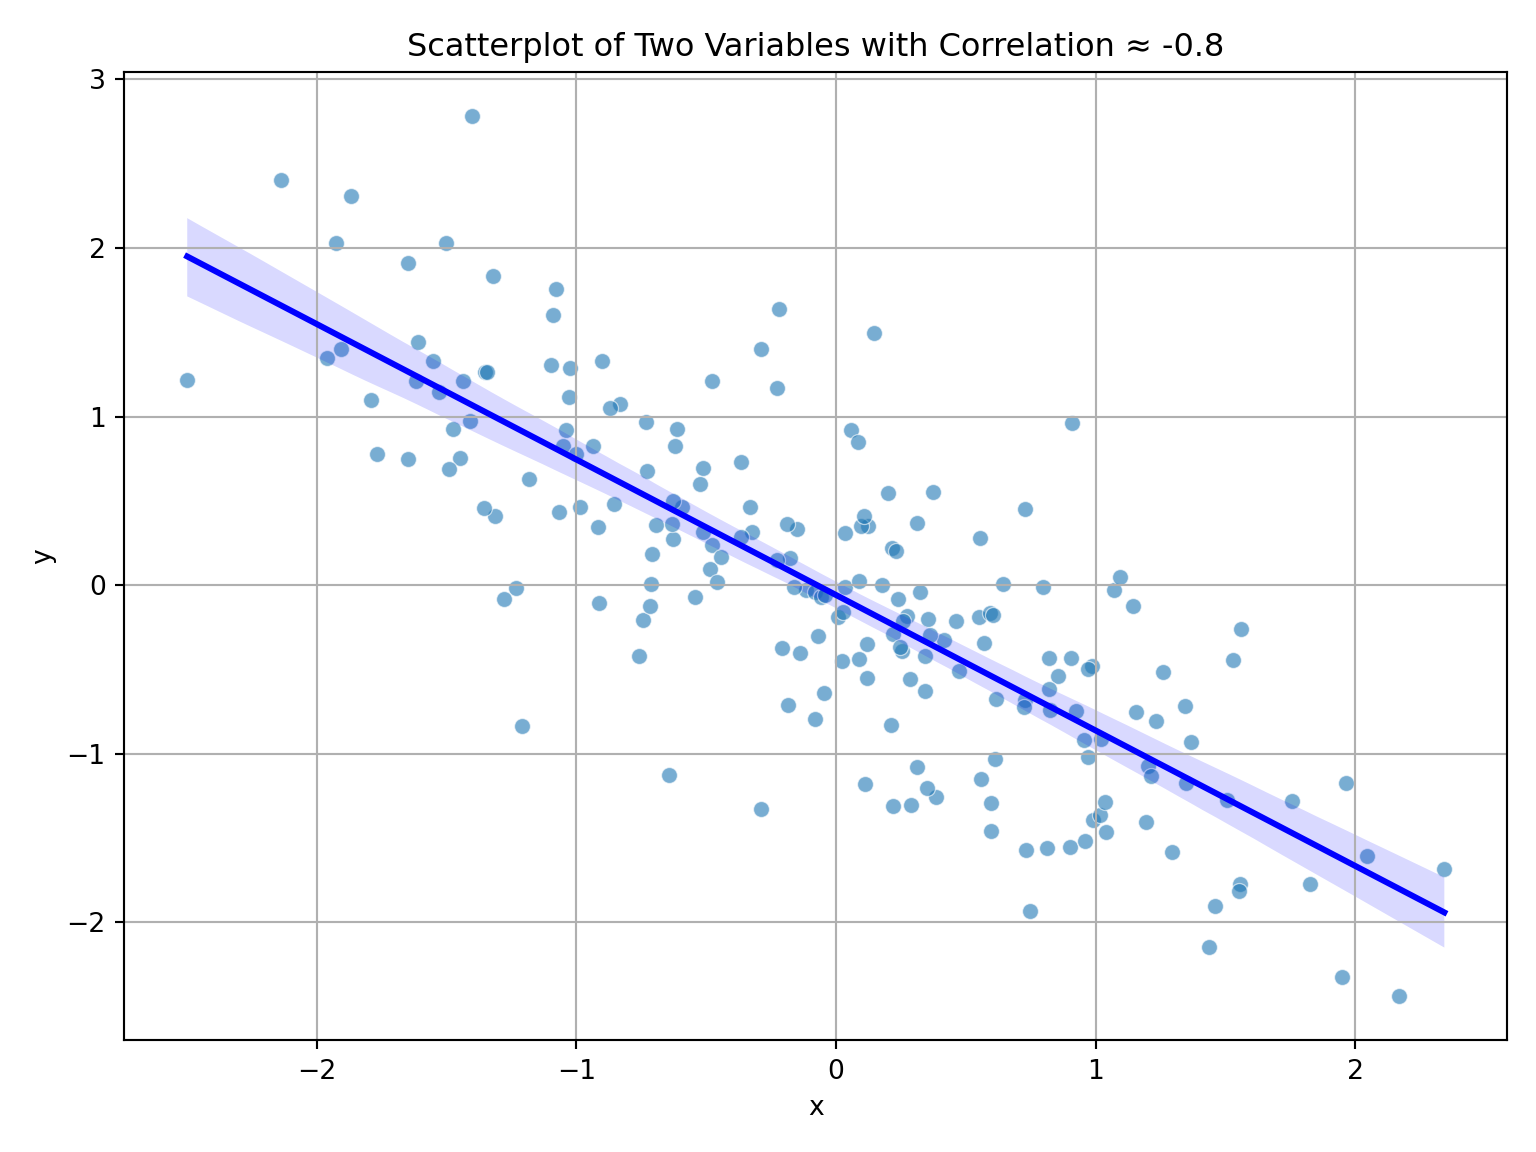 Scatterplot of Two Variables with Correlation ≈ -0.8
3
2
1
0
−1
−2
y
−2 −1 0 1 2
x